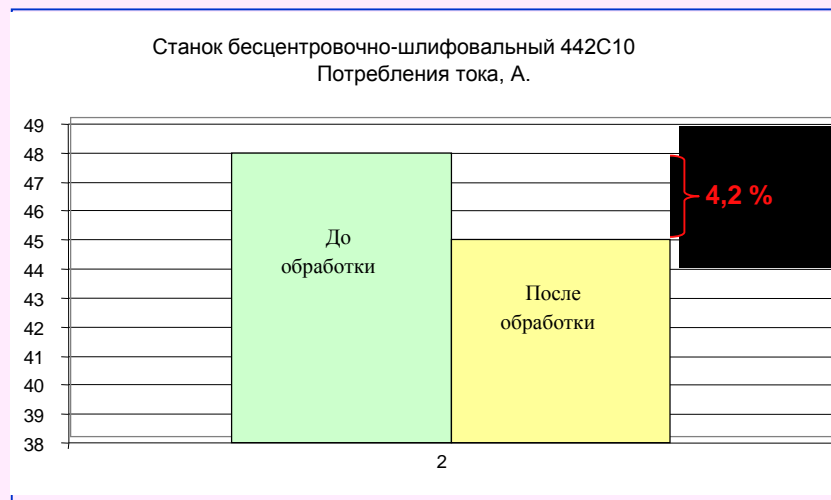 Станок бесцентровочно-шлифовальный 442С10
Потребления тока, А.
49
48
47
46
45
44
43
42
41
40
39
38
4,2 %
До
обработки
После
обработки
2